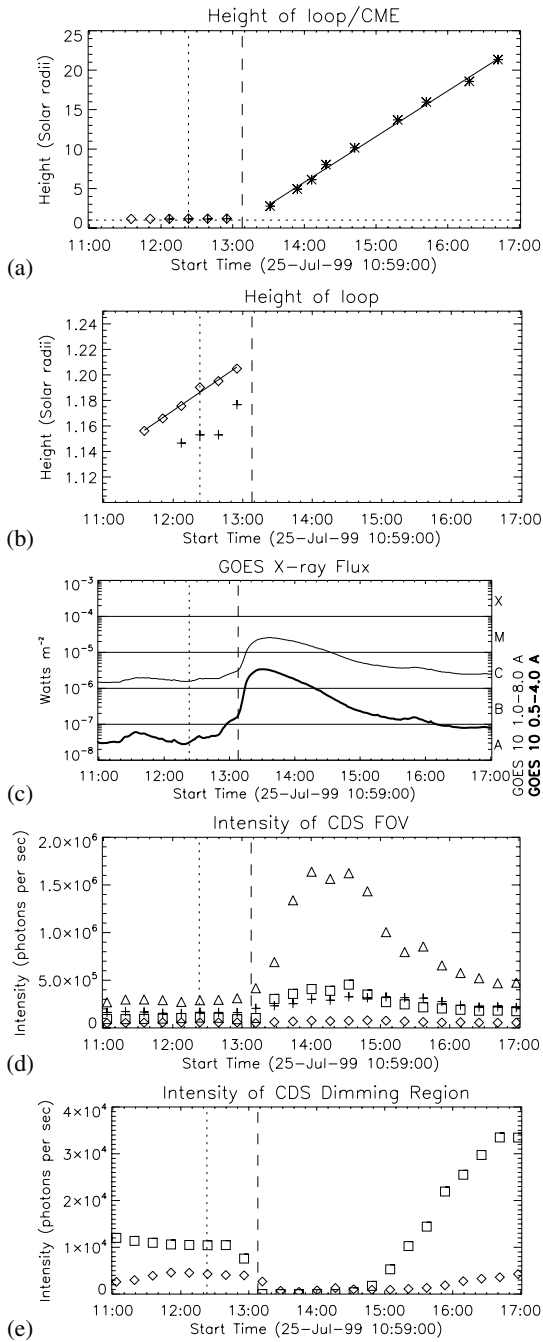 Height of loop/CME
25
20
15
10
5
0
Height (Solar radii)
11:00 12:00 13:00 14:00 15:00 16:00 17:00
Start Time (25-Jul-99 10:59:00)
(a)
Height of loop
1.24
1.22
1.20
1.18
1.16
1.14
1.12
Height (Solar radii)
11:00 12:00 13:00 14:00 15:00 16:00 17:00
Start Time (25-Jul-99 10:59:00)
(b)
GOES X-ray Flux
10⁻³
10⁻⁴
10⁻⁵
10⁻⁶
10⁻⁷
10⁻⁸
Watts m⁻²
X
M
C
B
A
GOES 10 1.0-8.0 A
GOES 10 0.5-4.0 A
11:00 12:00 13:00 14:00 15:00 16:00 17:00
Start Time (25-Jul-99 10:59:00)
(c)
Intensity of CDS FOV
2.0×10⁶
1.5×10⁶
1.0×10⁶
5.0×10⁵
0
Intensity (photons per sec)
11:00 12:00 13:00 14:00 15:00 16:00 17:00
Start Time (25-Jul-99 10:59:00)
(d)
Intensity of CDS Dimming Region
4×10⁴
3×10⁴
2×10⁴
1×10⁴
0
Intensity (photons per sec)
11:00 12:00 13:00 14:00 15:00 16:00 17:00
Start Time (25-Jul-99 10:59:00)
(e)